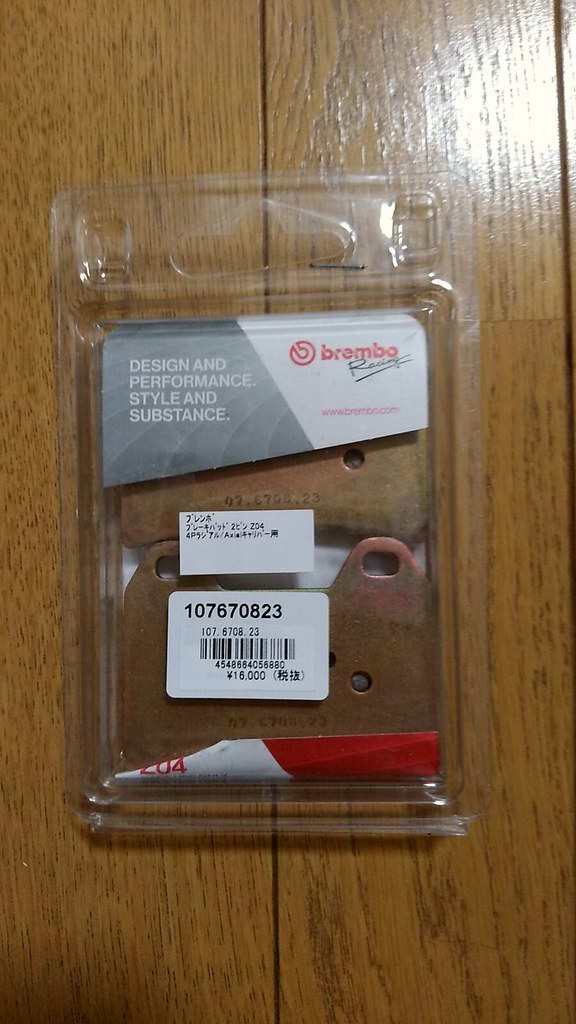 DESIGN AND
PERFORMANCE.
STYLE AND
SUBSTANCE.
brembo
Racing
www.brembo.com
07.6708.23
ブレンボ
ブレーキパッド 2ピン Z04
4Pラジアル/Axialキャリパー用
107670823
107.6708.23
4548664056880
¥16,000 (税抜)
07.6708.23
Z04